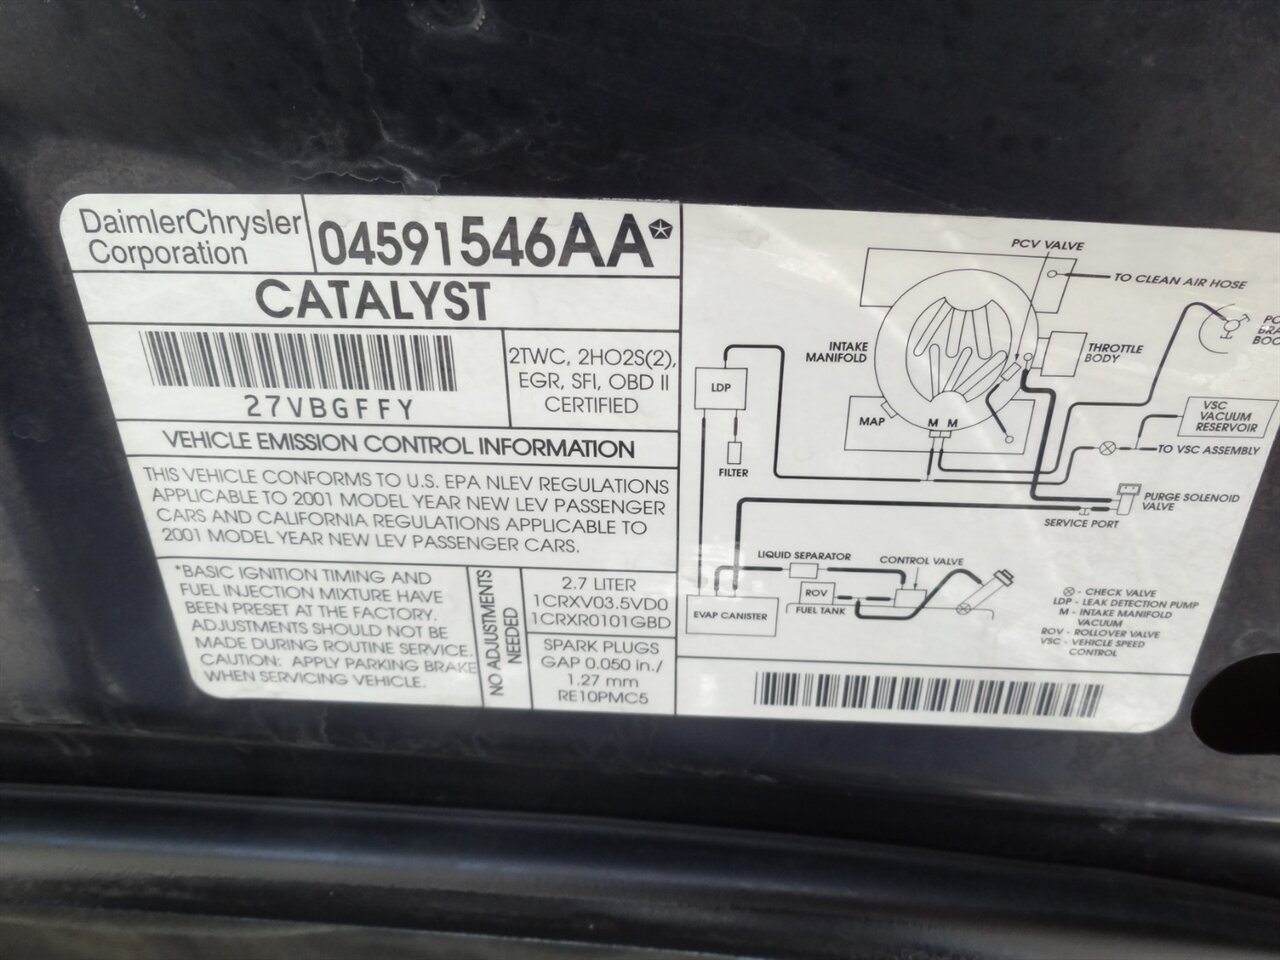 DaimlerChrysler
Corporation
04591546AA*
CATALYST
27VBGFFY
2TWC, 2HO2S(2),
EGR, SFI, OBD II
CERTIFIED
VEHICLE EMISSION CONTROL INFORMATION
THIS VEHICLE CONFORMS TO U.S. EPA NLEV REGULATIONS
APPLICABLE TO 2001 MODEL YEAR NEW LEV PASSENGER
CARS AND CALIFORNIA REGULATIONS APPLICABLE TO
2001 MODEL YEAR NEW LEV PASSENGER CARS.
*BASIC IGNITION TIMING AND
FUEL INJECTION MIXTURE HAVE
BEEN PRESET AT THE FACTORY.
ADJUSTMENTS SHOULD NOT BE
MADE DURING ROUTINE SERVICE.
CAUTION: APPLY PARKING BRAKE
WHEN SERVICING VEHICLE.
NO ADJUSTMENTS
NEEDED
2.7 LITER
1CRXV03.5VD0
1CRXR0101GBD
SPARK PLUGS
GAP 0.050 in./
1.27 mm
RE10PMC5
PCV VALVE
TO CLEAN AIR HOSE
INTAKE
MANIFOLD
THROTTLE
BODY
LDP
MAP
M M
FILTER
VSC
VACUUM
RESERVOIR
TO VSC ASSEMBLY
PURGE SOLENOID
VALVE
SERVICE PORT
LIQUID SEPARATOR
CONTROL VALVE
ROV
FUEL TANK
EVAP CANISTER
⊗ - CHECK VALVE
LDP - LEAK DETECTION PUMP
M - INTAKE MANIFOLD
VACUUM
ROV - ROLLOVER VALVE
VSC - VEHICLE SPEED
CONTROL